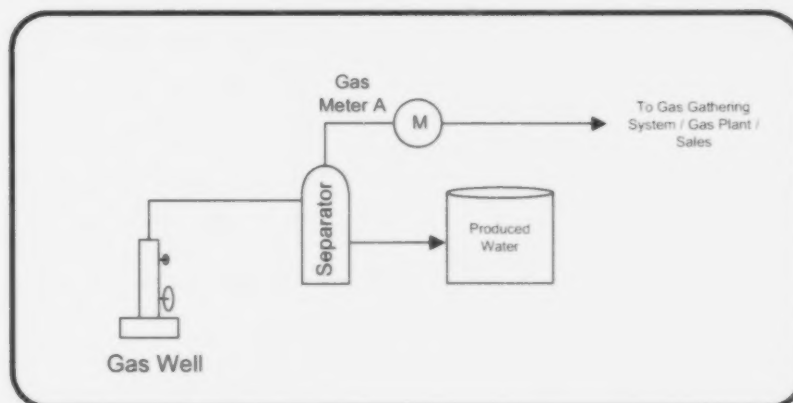 Gas
Meter A
M
To Gas Gathering
System / Gas Plant /
Sales
Separator
Produced
Water
Gas Well